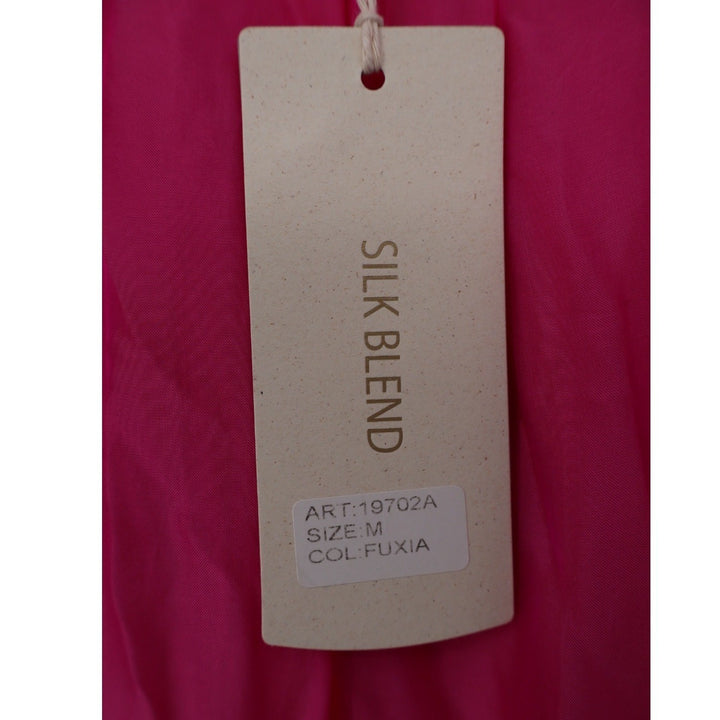 SILK BLEND
ART:19702A
SIZE:M
COL:FUXIA